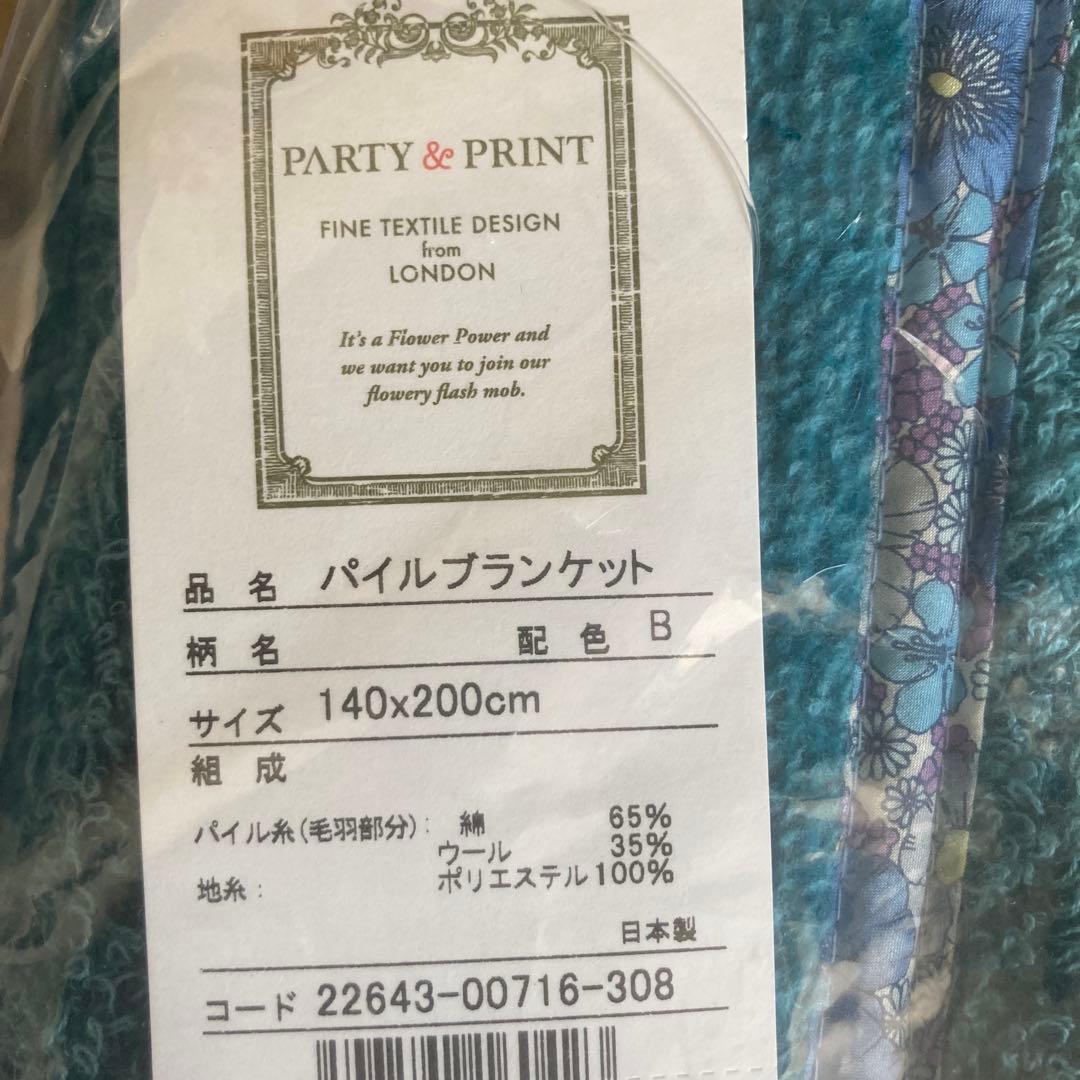 PARTY & PRINT
FINE TEXTILE DESIGN
from
LONDON
It's a Flower Power and
we want you to join our
flowery flash mob.
品 名 パイルブランケット
柄 名 配 色 B
サイズ 140x200cm
組 成
パイル糸(毛羽部分): 綿 65%
ウール 35%
地糸: ポリエステル 100%
日本製
コード 22643-00716-308